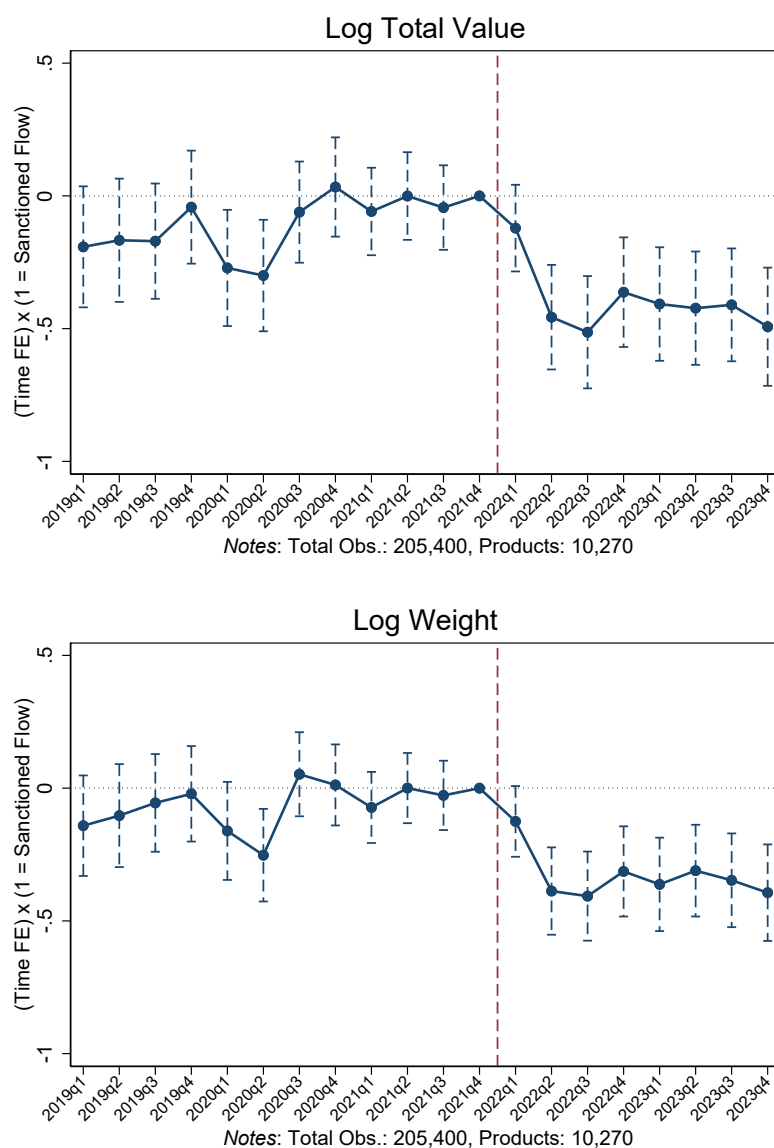 Log Total Value
(Time FE) x (1 = Sanctioned Flow)
.5
0
-.5
-1
2019q1 2019q2 2019q3 2019q4 2020q1 2020q2 2020q3 2020q4 2021q1 2021q2 2021q3 2021q4 2022q1 2022q2 2022q3 2022q4 2023q1 2023q2 2023q3 2023q4
Notes: Total Obs.: 205,400, Products: 10,270
Log Weight
(Time FE) x (1 = Sanctioned Flow)
.5
0
-.5
-1
2019q1 2019q2 2019q3 2019q4 2020q1 2020q2 2020q3 2020q4 2021q1 2021q2 2021q3 2021q4 2022q1 2022q2 2022q3 2022q4 2023q1 2023q2 2023q3 2023q4
Notes: Total Obs.: 205,400, Products: 10,270